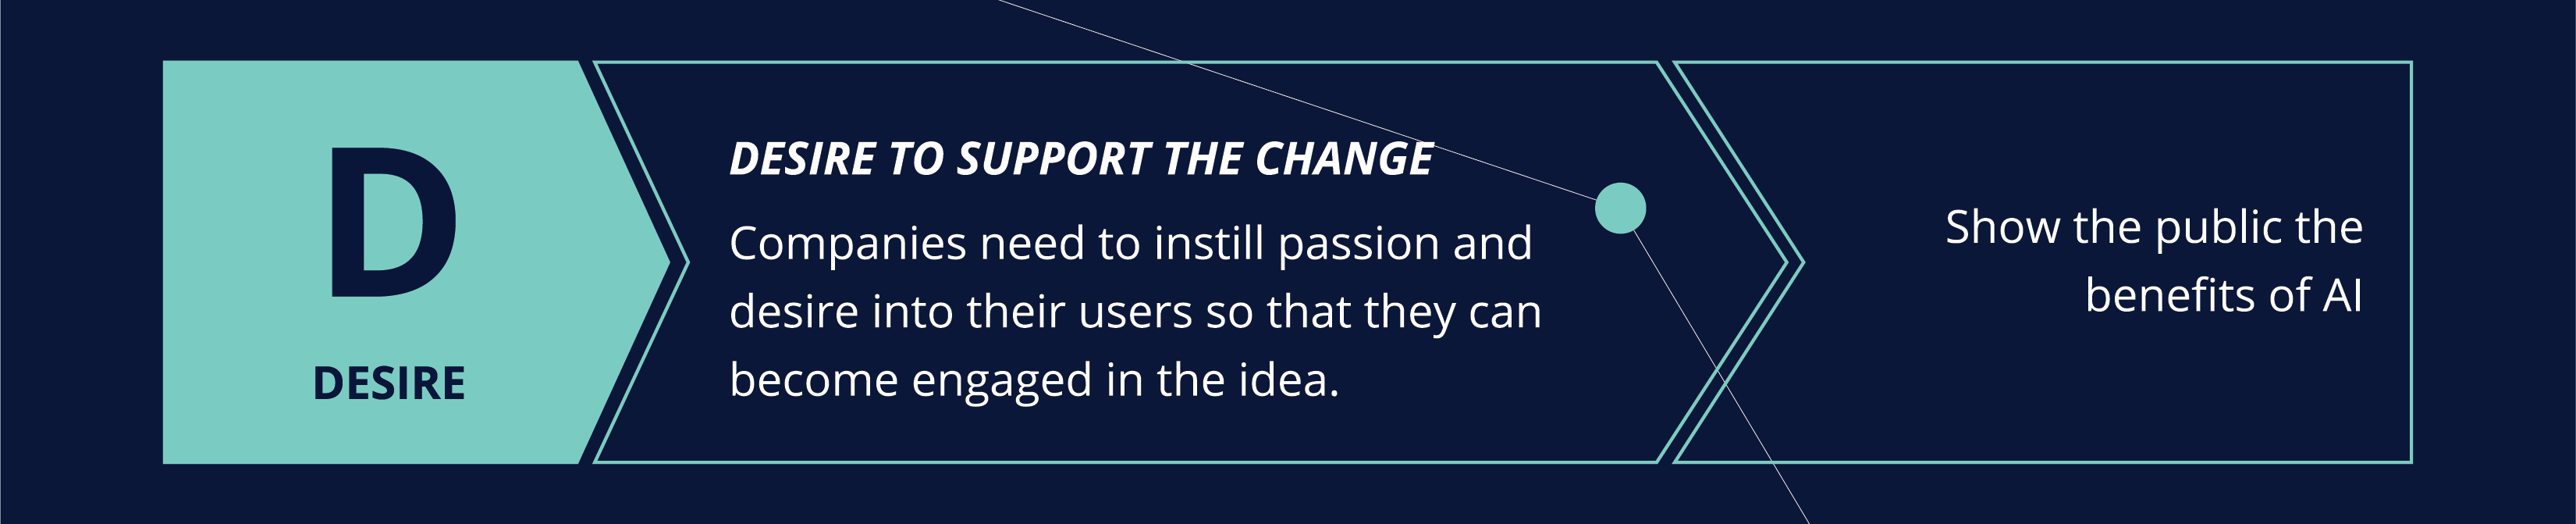 D
DESIRE
DESIRE TO SUPPORT THE CHANGE
Companies need to instill passion and
desire into their users so that they can
become engaged in the idea.
Show the public the
benefits of AI